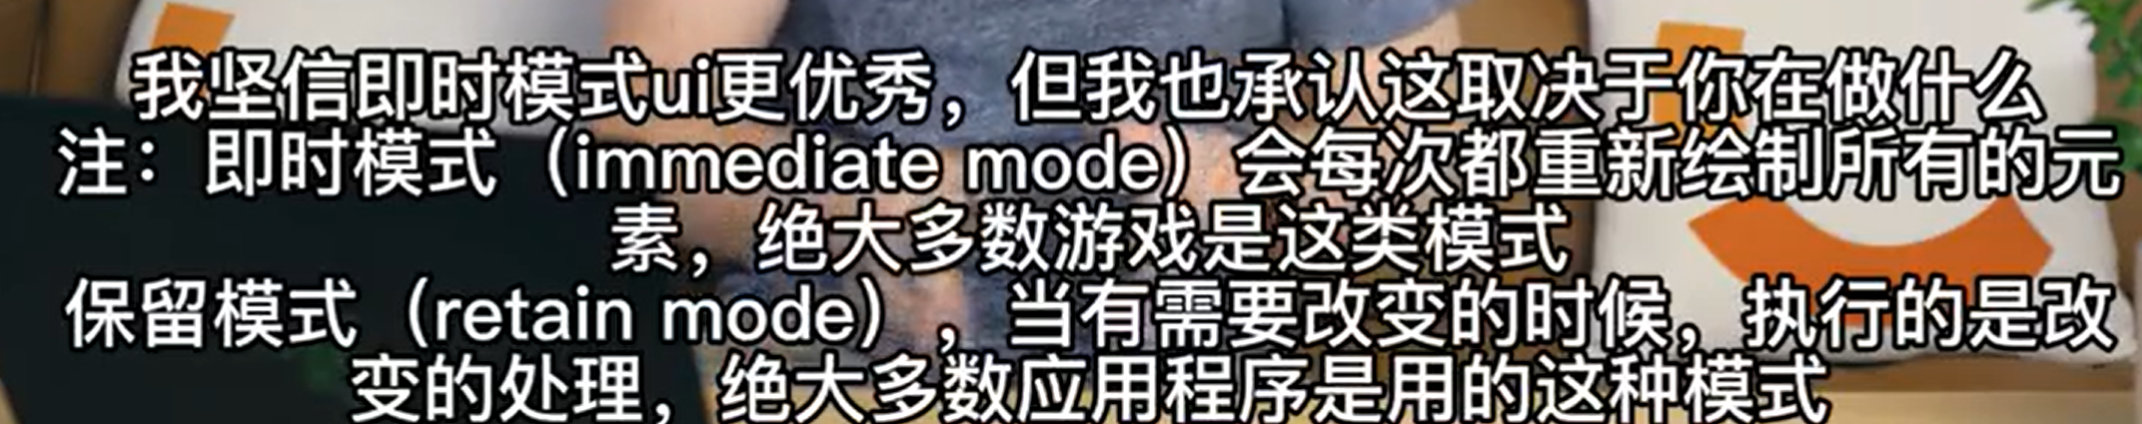 我坚信即时模式ui更优秀，但我也承认这取决于你在做什么
注：即时模式（immediate mode）会每次都重新绘制所有的元
素，绝大多数游戏是这类模式
保留模式（retain mode），当有需要改变的时候，执行的是改
变的处理，绝大多数应用程序是用的这种模式